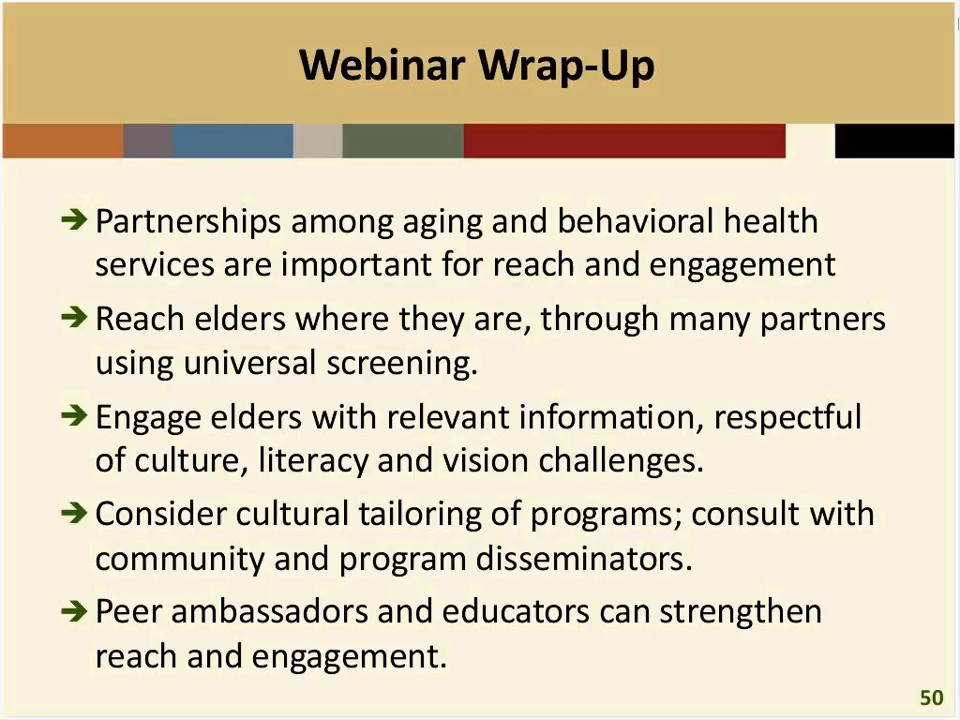 Webinar Wrap-Up
Partnerships among aging and behavioral health
services are important for reach and engagement
Reach elders where they are, through many partners
using universal screening.
Engage elders with relevant information, respectful
of culture, literacy and vision challenges.
Consider cultural tailoring of programs; consult with
community and program disseminators.
Peer ambassadors and educators can strengthen
reach and engagement.
50